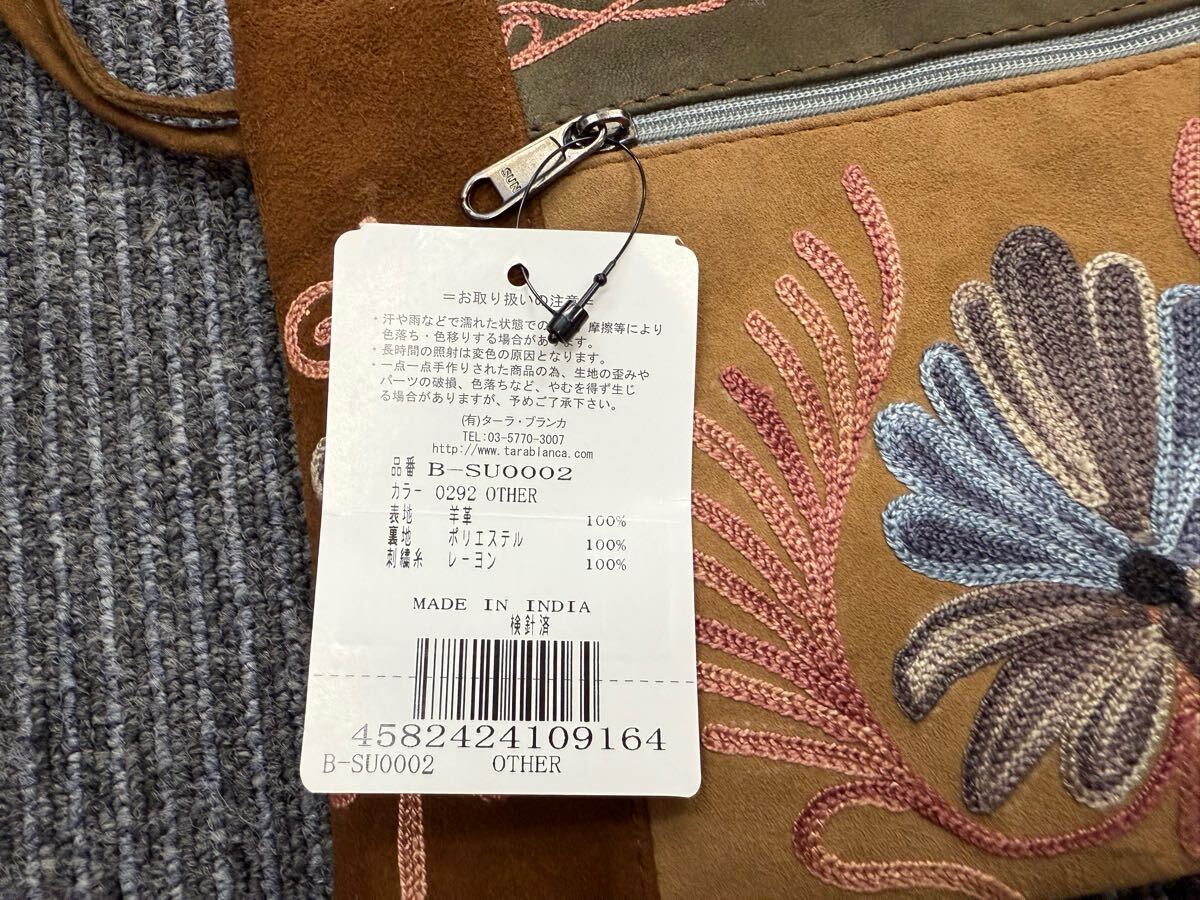 SUN
=お取り扱いの注意=
・汗や雨などで濡れた状態での 摩擦等により
色落ち・色移りする場合があります。
・長時間の照射は変色の原因となります。
・一点一点手作りされた商品の為、生地の歪みや
パーツの破損、色落ちなど、やむを得ず生じ
る場合がありますが、予めご了承下さい。
(有)ターラ・ブランカ
TEL:03-5770-3007
http://www.tarablanca.com
品番 B-SU0002
カラー 0292 OTHER
表地 羊革 100%
裏地 ポリエステル 100%
刺繍糸 レーヨン 100%
MADE IN INDIA
検針済
4582424109164
B-SU0002 OTHER